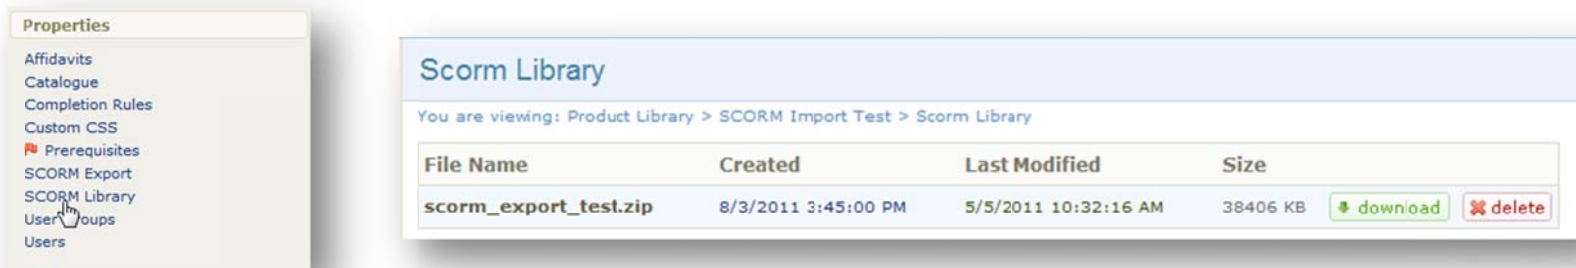 Properties
Affidavits
Catalogue
Completion Rules
Custom CSS
Prerequisites
SCORM Export
SCORM Library
User Groups
Users
Scorm Library
You are viewing: Product Library > SCORM Import Test > Scorm Library
File Name Created Last Modified Size
scorm_export_test.zip 8/3/2011 3:45:00 PM 5/5/2011 10:32:16 AM 38406 KB download delete